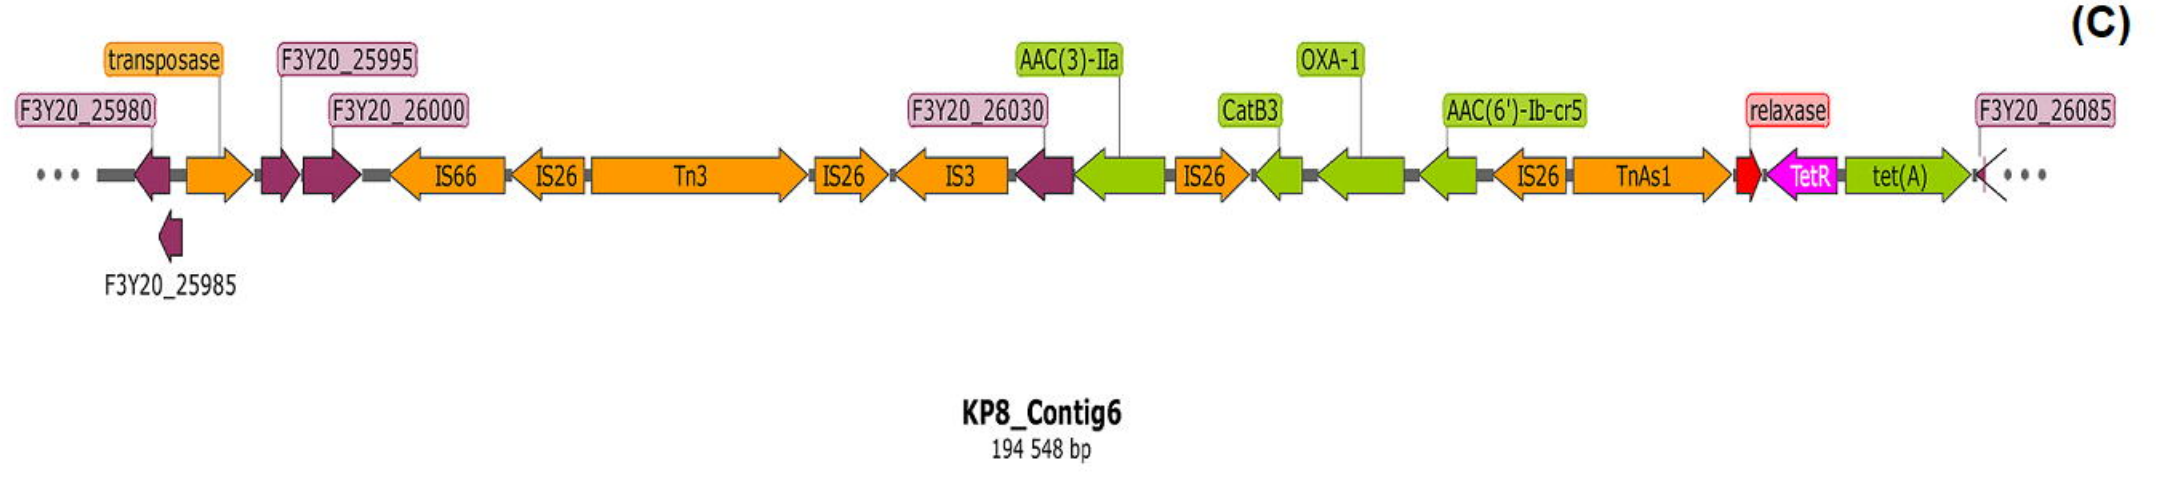 (C)
transposase F3Y20_25995 AAC(3)-IIa OXA-1
F3Y20_25980 F3Y20_26000 F3Y20_26030 CatB3 AAC(6')-Ib-cr5 relaxase F3Y20_26085
IS66 IS26 Tn3 IS26 IS3 IS26 IS26 TnAs1 TetR tet(A)
F3Y20_25985
KP8_Contig6
194 548 bp